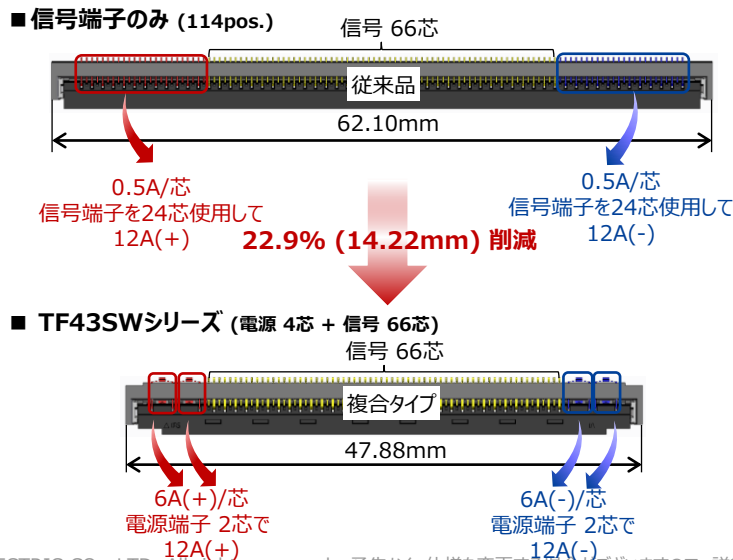 ■信号端子のみ (114pos.)
信号 66芯
従来品
62.10mm
0.5A/芯
信号端子を24芯使用して
12A(+)
0.5A/芯
信号端子を24芯使用して
12A(-)
22.9% (14.22mm) 削減
■ TF43SWシリーズ (電源 4芯 + 信号 66芯)
信号 66芯
複合タイプ
47.88mm
6A(+)/芯
電源端子 2芯で
12A(+)
6A(-)/芯
電源端子 2芯で
12A(-)